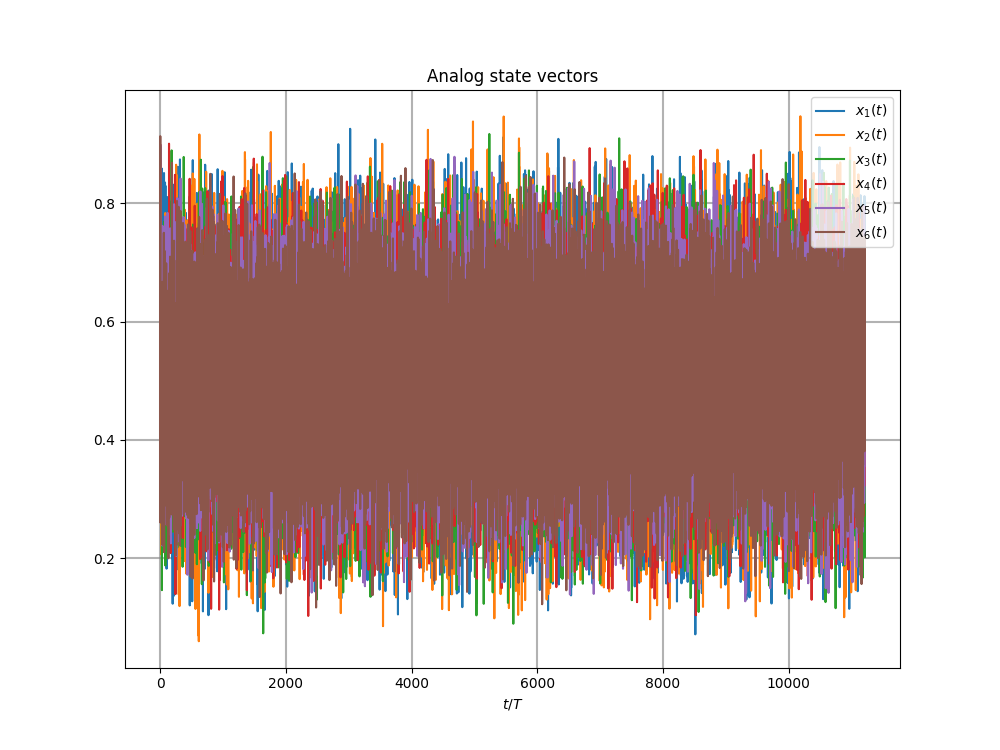 Analog state vectors
x₁(t)
x₂(t)
x₃(t)
x₄(t)
x₅(t)
x₆(t)
0.8
0.6
0.4
0.2
0 2000 4000 6000 8000 10000
t/T